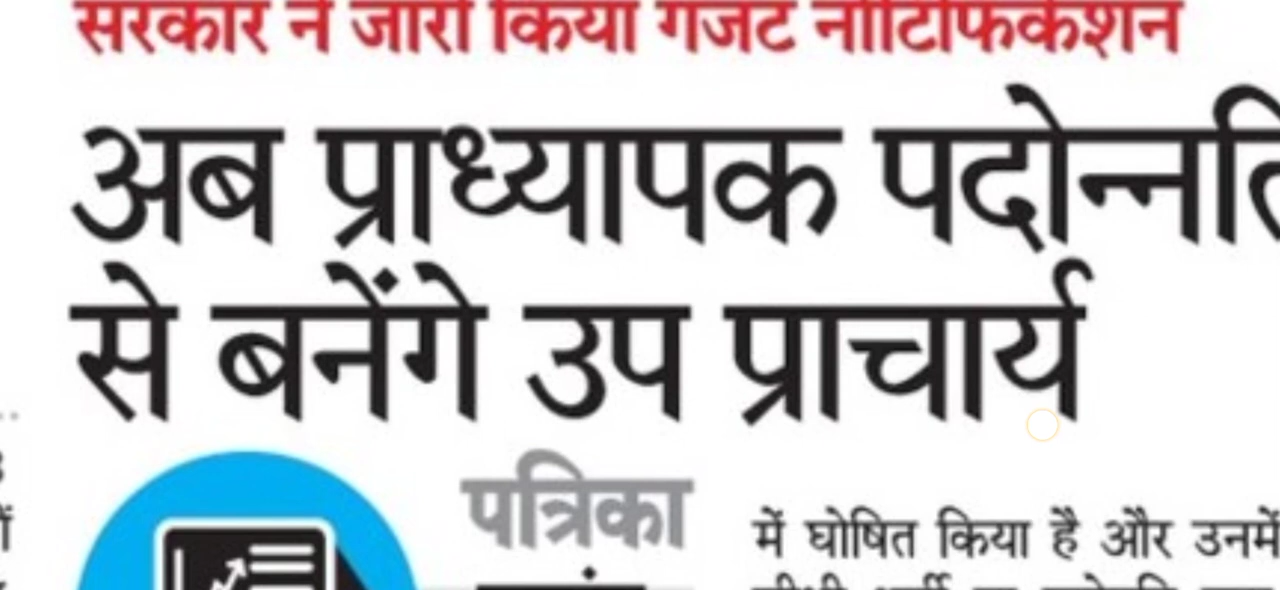 सरकार ने जारी किया गजट नोटिफिकेशन
अब प्राध्यापक पदोन्नति
से बनेंगे उप प्राचार्य
पत्रिका
में घोषित किया है और उनमें